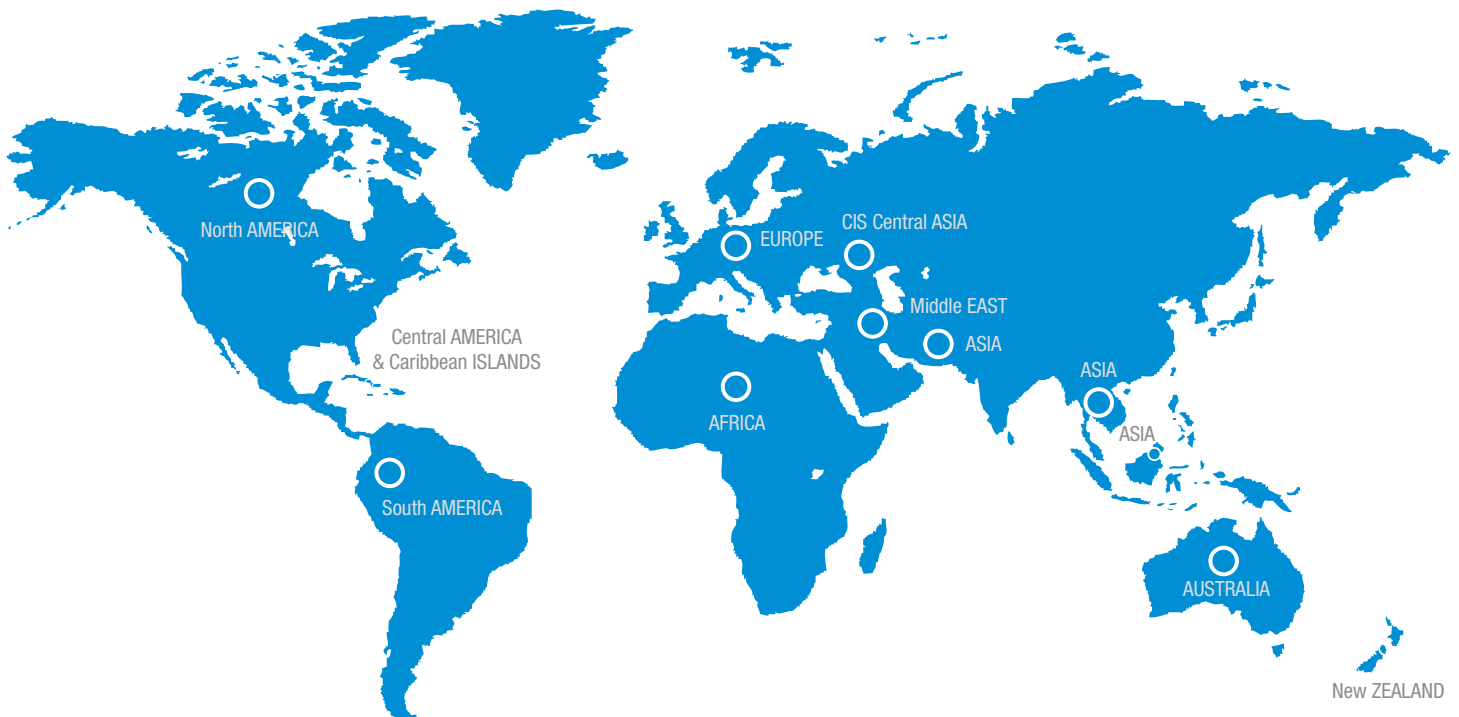 North AMERICA
CIS Central ASIA
EUROPE
Middle EAST
Central AMERICA
& Caribbean ISLANDS
ASIA
ASIA
AFRICA
ASIA
South AMERICA
AUSTRALIA
New ZEALAND